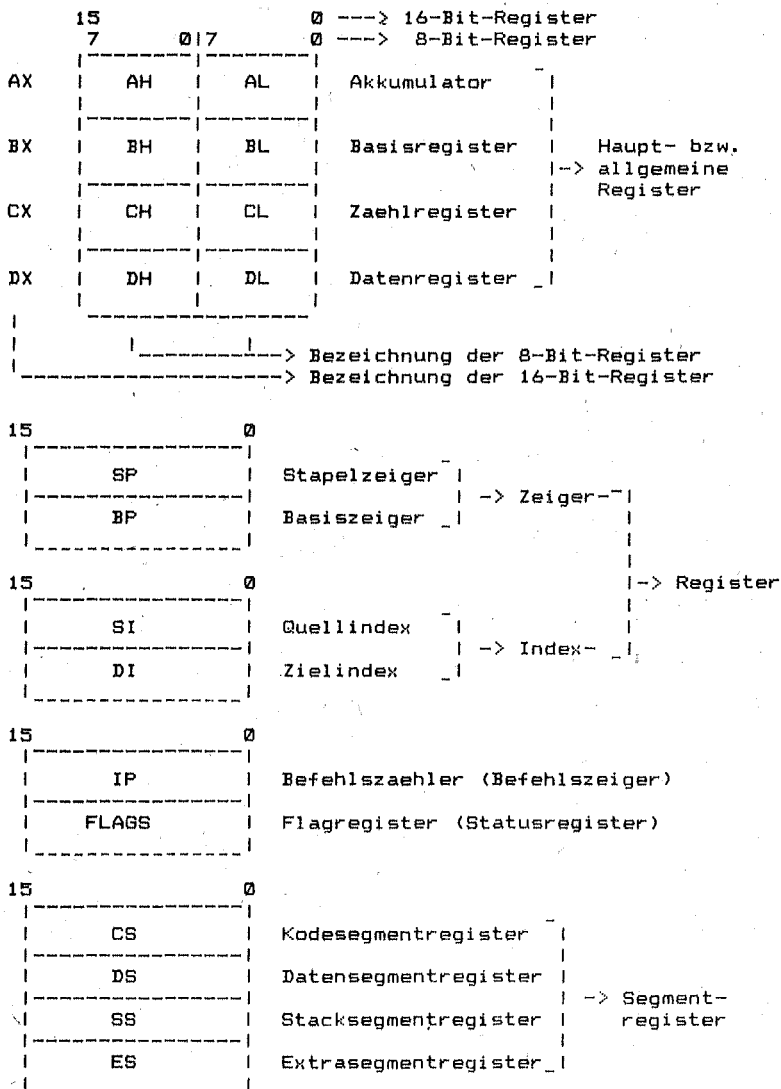 15 0 ---> 16-Bit-Register
7 0|7 0 ---> 8-Bit-Register
AX | AH | AL | Akkumulator
BX | BH | BL | Basisregister | Haupt- bzw.
|-> allgemeine
Register
CX | CH | CL | Zaehlregister
DX | DH | DL | Datenregister _|
|----------> Bezeichnung der 8-Bit-Register
|------------------> Bezeichnung der 16-Bit-Register
15 0
| SP | Stapelzeiger
| -> Zeiger-
| BP | Basiszeiger _|
15 0 |-> Register
| SI | Quellindex
| -> Index- _|
| DI | Zielindex _|
15 0
| IP | Befehlszaehler (Befehlszeiger)
| FLAGS | Flagregister (Statusregister)
15 0
| CS | Kodesegmentregister
| DS | Datensegmentregister
| -> Segment-
| SS | Stacksegmentregister register
| ES | Extrasegmentregister_|